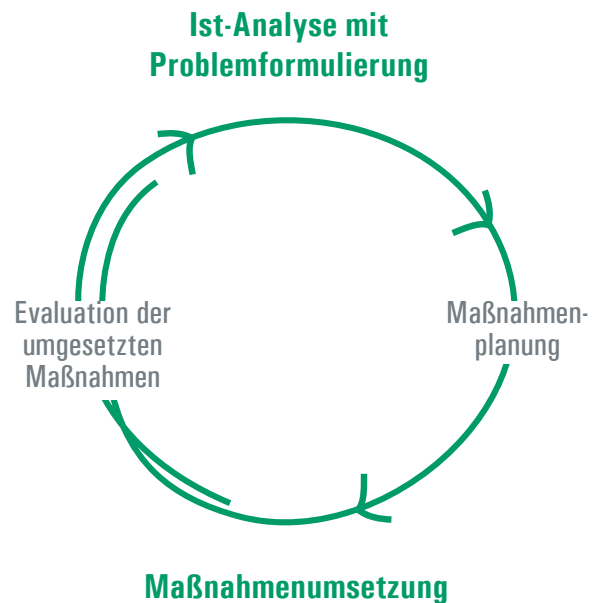 Ist-Analyse mit
Problemformulierung
Maßnahmen-
planung
Maßnahmenumsetzung
Evaluation der
umgesetzten
Maßnahmen